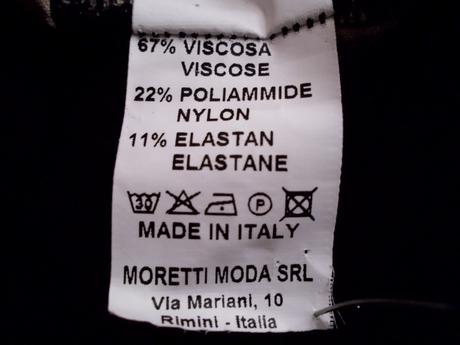 67% VISCOSA
VISCOSE
22% POLIAMMIDE
NYLON
11% ELASTAN
ELASTANE
30 P
MADE IN ITALY
MORETTI MODA SRL
Via Mariani, 10
Rimini - Italia